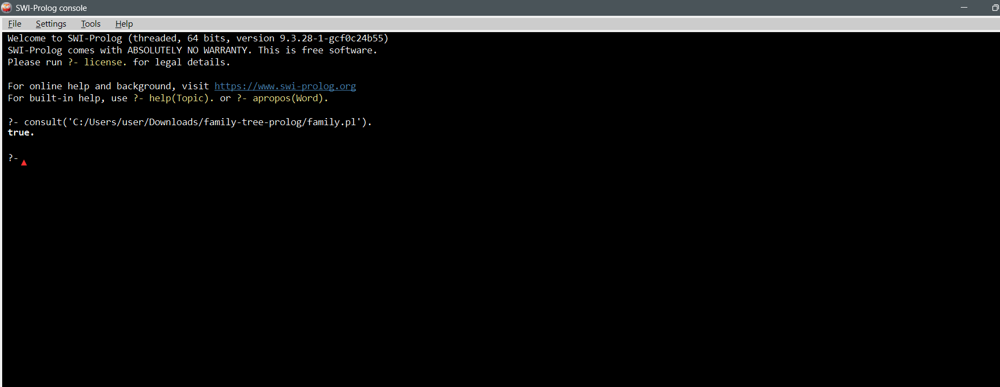 SWI-Prolog console
File Settings Tools Help
Welcome to SWI-Prolog (threaded, 64 bits, version 9.3.28-1-gcf0c24b55)
SWI-Prolog comes with ABSOLUTELY NO WARRANTY. This is free software.
Please run ?- license. for legal details.
For online help and background, visit https://www.swi-prolog.org
For built-in help, use ?- help(Topic). or ?- apropos(Word).
?- consult('C:/Users/user/Downloads/family-tree-prolog/family.pl').
true.
?-